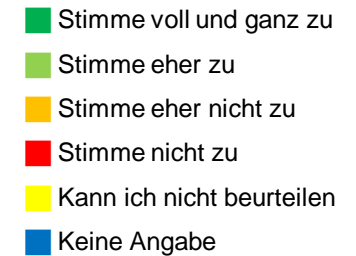 Stimme voll und ganz zu
Stimme eher zu
Stimme eher nicht zu
Stimme nicht zu
Kann ich nicht beurteilen
Keine Angabe